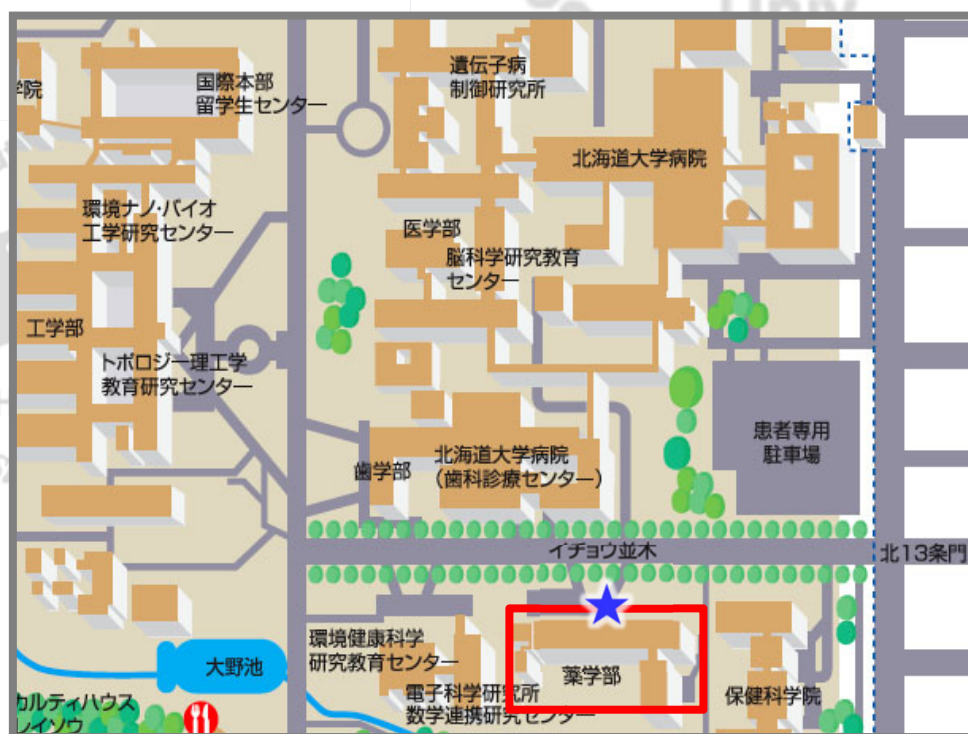 Univ
遺伝子病
制御研究所
国際本部
留学生センター
学院
北海道大学病院
環境ナノ・バイオ
工学研究センター
医学部
脳科学研究教育
センター
工学部
トポロジー理工学
教育研究センター
患者専用
駐車場
歯学部
北海道大学病院
(歯科診療センター)
イチョウ並木
北13条門
環境健康科学
研究教育センター
大野池
薬学部
電子科学研究所
数学連携研究センター
保健科学院
カルティハウス
レイソウ